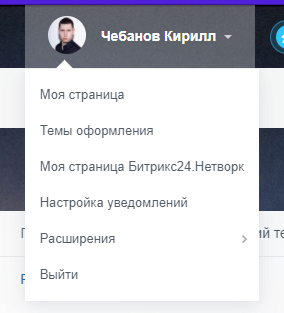 Чебанов Кирилл
Моя страница
Темы оформления
Моя страница Битрикс24.Нетворк
Настройка уведомлений
Расширения
Выйти